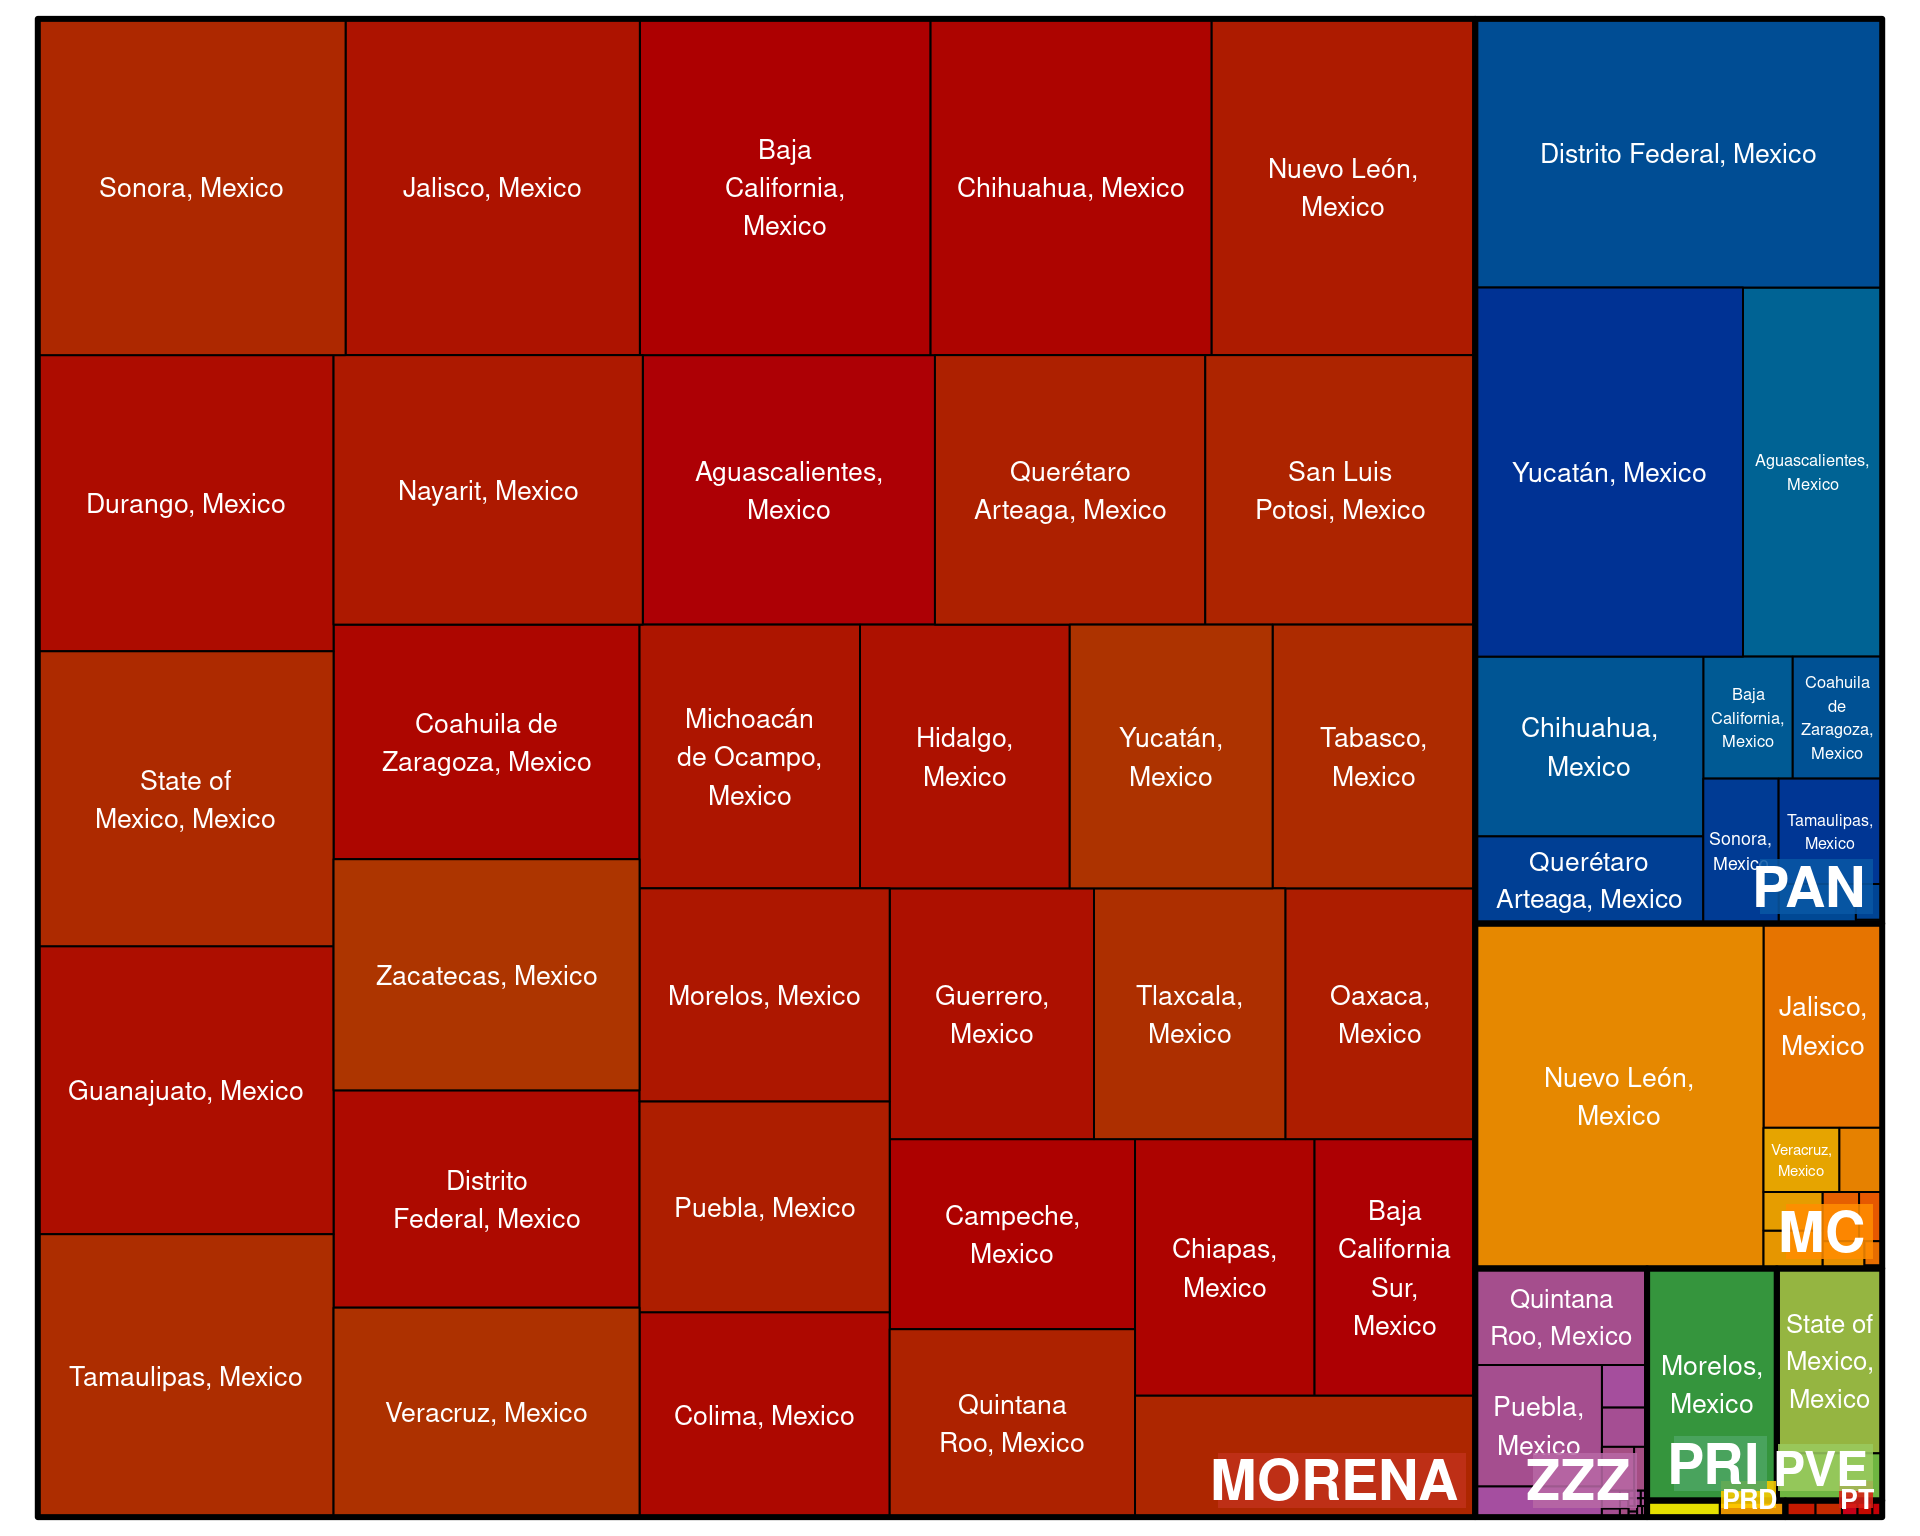 Sonora, Mexico
Jalisco, Mexico
Baja
California,
Mexico
Chihuahua, Mexico
Nuevo León,
Mexico
Durango, Mexico
Nayarit, Mexico
Aguascalientes,
Mexico
Querétaro
Arteaga, Mexico
San Luis
Potosi, Mexico
State of
Mexico, Mexico
Coahuila de
Zaragoza, Mexico
Michoacán
de Ocampo,
Mexico
Hidalgo,
Mexico
Yucatán,
Mexico
Tabasco,
Mexico
Guanajuato, Mexico
Zacatecas, Mexico
Morelos, Mexico
Guerrero,
Mexico
Tlaxcala,
Mexico
Oaxaca,
Mexico
Distrito
Federal, Mexico
Puebla, Mexico
Campeche,
Mexico
Chiapas,
Mexico
Baja
California
Sur,
Mexico
Tamaulipas, Mexico
Veracruz, Mexico
Colima, Mexico
Quintana
Roo, Mexico
MORENA
Distrito Federal, Mexico
Yucatán, Mexico
Aguascalientes,
Mexico
Chihuahua,
Mexico
Baja
California,
Mexico
Coahuila
de
Zaragoza,
Mexico
Querétaro
Arteaga, Mexico
Sonora,
Mexico
Tamaulipas,
Mexico
PAN
Nuevo León,
Mexico
Jalisco,
Mexico
Veracruz,
Mexico
MC
Quintana
Roo, Mexico
Puebla,
Mexico
ZZZ
Morelos,
Mexico
PRI
State of
Mexico,
Mexico
PVE
PRD
PT